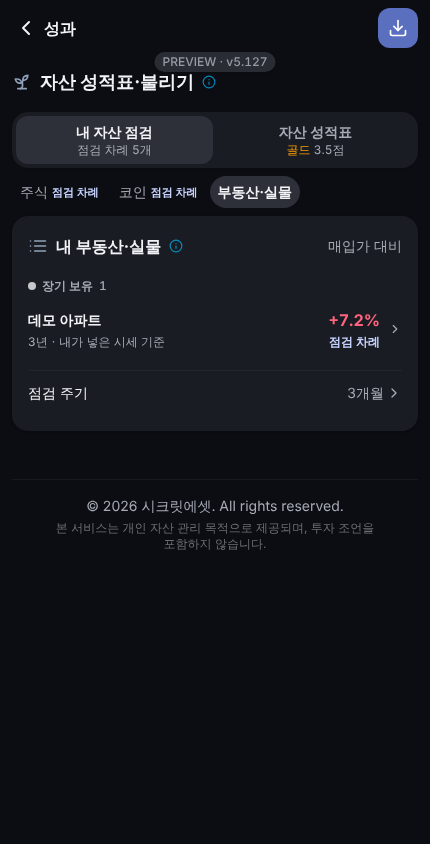 성과
PREVIEW · v5.127
자산 성적표·불리기
내 자산 점검
점검 차례 5개
자산 성적표
골드 3.5점
주식 점검 차례
코인 점검 차례
부동산·실물
내 부동산·실물
매입가 대비
장기 보유 1
데모 아파트
+7.2%
3년 · 내가 넣은 시세 기준
점검 차례
점검 주기
3개월
© 2026 시크릿에셋. All rights reserved.
본 서비스는 개인 자산 관리 목적으로 제공되며, 투자 조언을
포함하지 않습니다.